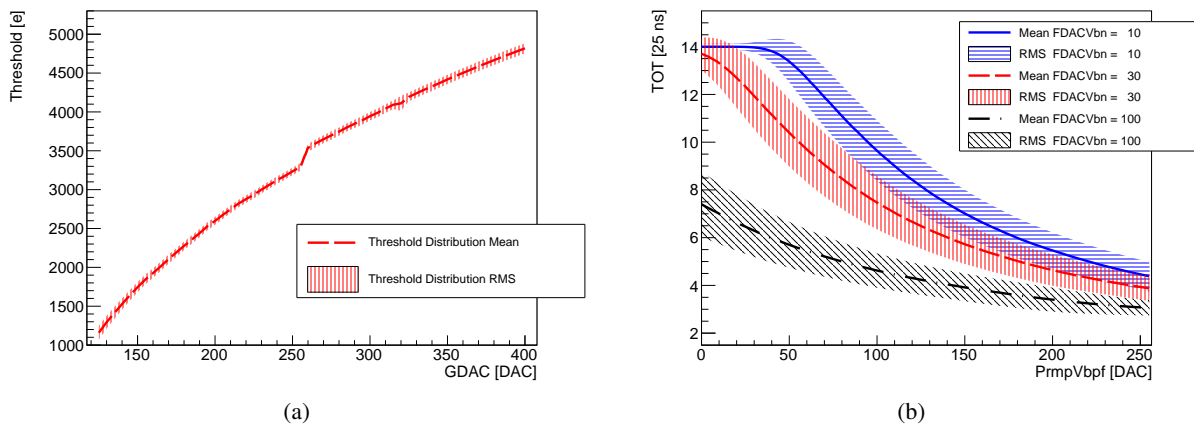 Threshold [e]
5000
4500
4000
3500
3000
2500
2000
1500
1000
150 200 250 300 350 400
GDAC [DAC]
Threshold Distribution Mean
Threshold Distribution RMS
(a)
TOT [25 ns]
14
12
10
8
6
4
2
0 50 100 150 200 250
PrmpVbpf [DAC]
Mean FDACVbn = 10
RMS FDACVbn = 10
Mean FDACVbn = 30
RMS FDACVbn = 30
Mean FDACVbn = 100
RMS FDACVbn = 100
(b)